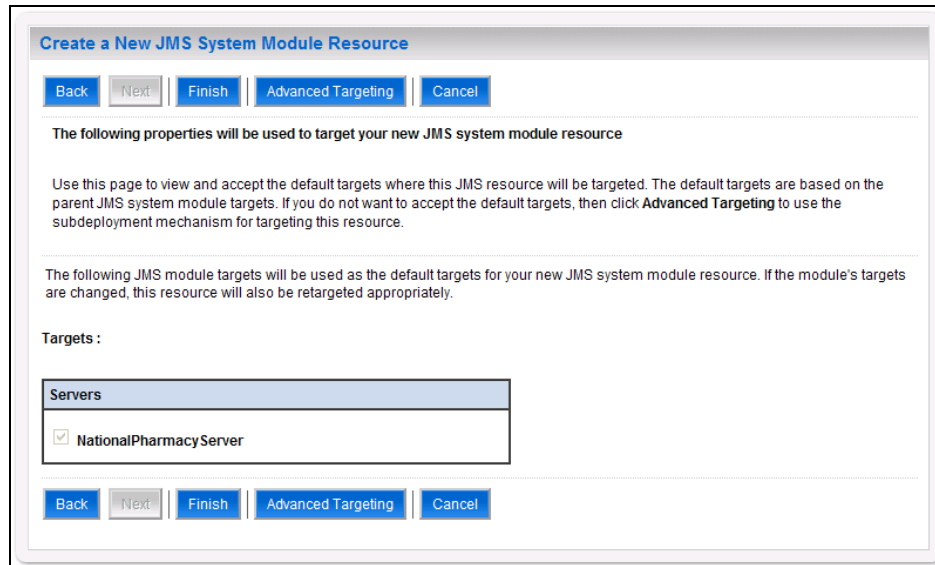 Create a New JMS System Module Resource
Back Next Finish Advanced Targeting Cancel
The following properties will be used to target your new JMS system module resource
Use this page to view and accept the default targets where this JMS resource will be targeted. The default targets are based on the
parent JMS system module targets. If you do not want to accept the default targets, then click Advanced Targeting to use the
subdeployment mechanism for targeting this resource.
The following JMS module targets will be used as the default targets for your new JMS system module resource. If the module's targets
are changed, this resource will also be retargeted appropriately.
Targets :
Servers
NationalPharmacyServer
Back Next Finish Advanced Targeting Cancel